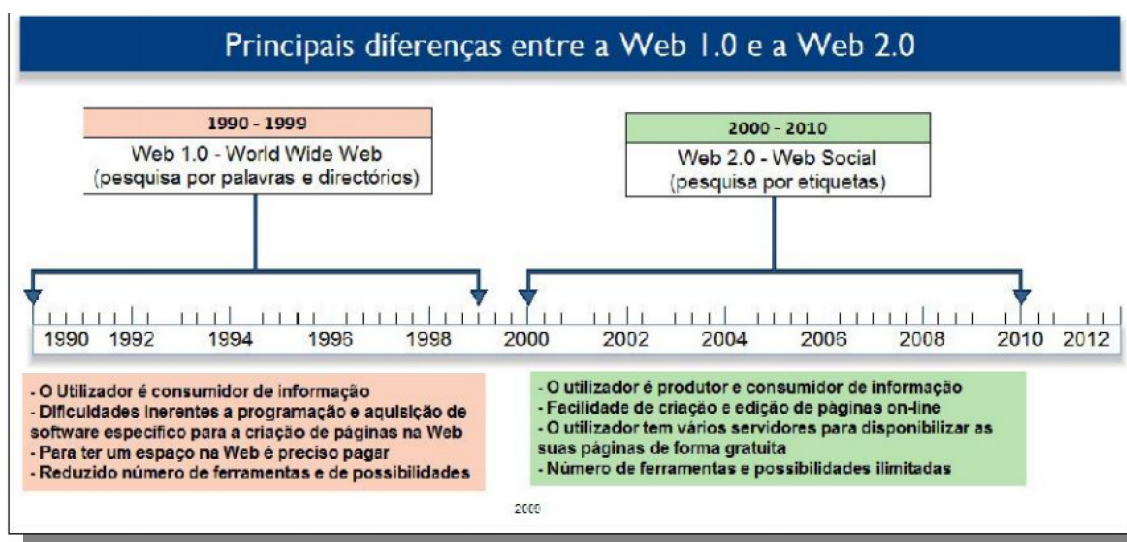 Principais diferenças entre a Web 1.0 e a Web 2.0
1990 - 1999
Web 1.0 - World Wide Web
(pesquisa por palavras e directórios)
2000 - 2010
Web 2.0 - Web Social
(pesquisa por etiquetas)
1990 1992 1994 1996 1998 2000 2002 2004 2006 2008 2010 2012
- O Utilizador é consumidor de informação
- Dificuldades inerentes a programação e aquisição de
software específico para a criação de páginas na Web
- Para ter um espaço na Web é preciso pagar
- Reduzido número de ferramentas e de possibilidades
- O utilizador é produtor e consumidor de informação
- Facilidade de criação e edição de páginas on-line
- O utilizador tem vários servidores para disponibilizar as
suas páginas de forma gratuita
- Número de ferramentas e possibilidades ilimitadas
2009